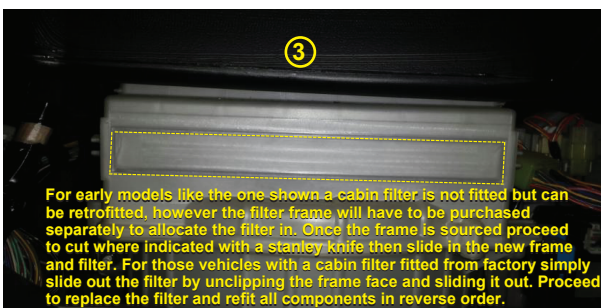 3
For early models like the one shown a cabin filter is not fitted but can
be retrofitted, however the filter frame will have to be purchased
separately to allocate the filter in. Once the frame is sourced proceed
to cut where indicated with a stanley knife then slide in the new frame
and filter. For those vehicles with a cabin filter fitted from factory simply
slide out the filter by unclipping the frame face and sliding it out. Proceed
to replace the filter and refit all components in reverse order.